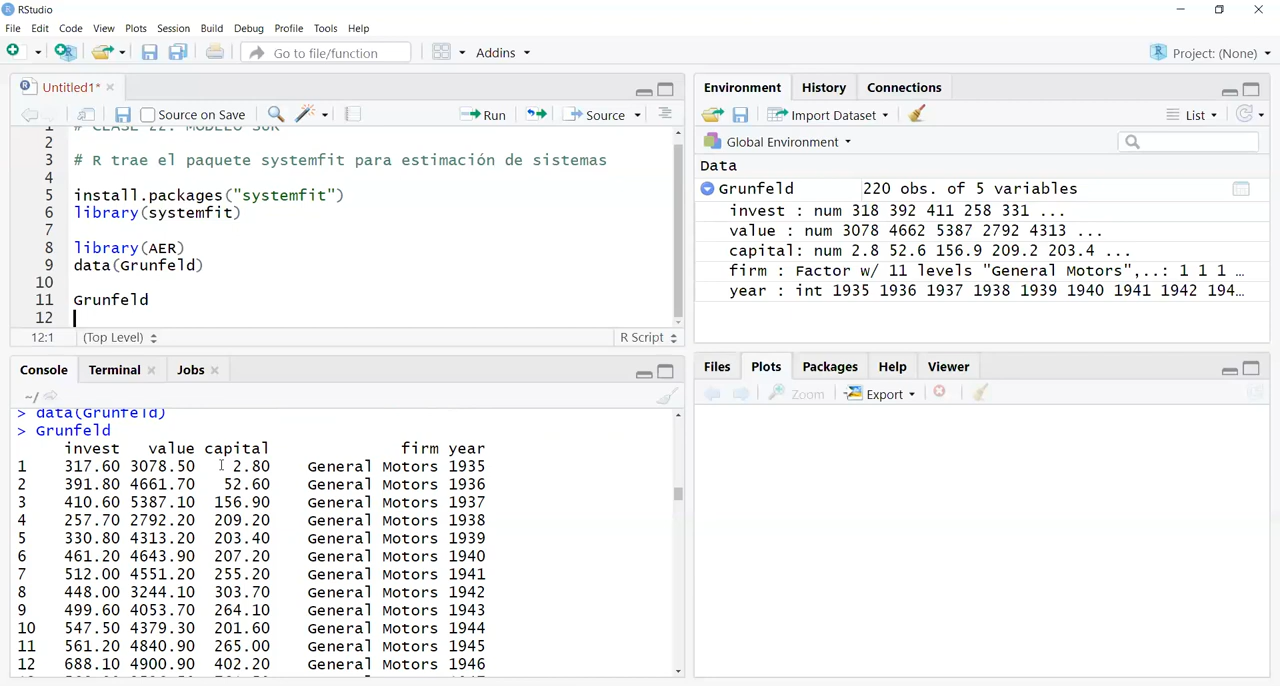 RStudio
File Edit Code View Plots Session Build Debug Profile Tools Help
Go to file/function Addins Project: (None)
Untitled1*
Source on Save Run Source
1 # CLASE 22: MODELO SUR
2
3 # R trae el paquete systemfit para estimación de sistemas
4
5 install.packages("systemfit")
6 library(systemfit)
7
8 library(AER)
9 data(Grunfeld)
10
11 Grunfeld
12
12:1 (Top Level) R Script
Console Terminal Jobs
~/
> data(Grunfeld)
> Grunfeld
invest value capital firm year
1 317.60 3078.50 2.80 General Motors 1935
2 391.80 4661.70 52.60 General Motors 1936
3 410.60 5387.10 156.90 General Motors 1937
4 257.70 2792.20 209.20 General Motors 1938
5 330.80 4313.20 203.40 General Motors 1939
6 461.20 4643.90 207.20 General Motors 1940
7 512.00 4551.20 255.20 General Motors 1941
8 448.00 3244.10 303.70 General Motors 1942
9 499.60 4053.70 264.10 General Motors 1943
10 547.50 4379.30 201.60 General Motors 1944
11 561.20 4840.90 265.00 General Motors 1945
12 688.10 4900.90 402.20 General Motors 1946
Environment History Connections
Import Dataset List
Global Environment
Data
Grunfeld 220 obs. of 5 variables
invest : num 318 392 411 258 331 ...
value : num 3078 4662 5387 2792 4313 ...
capital: num 2.8 52.6 156.9 209.2 203.4 ...
firm : Factor w/ 11 levels "General Motors",..: 1 1 1 …
year : int 1935 1936 1937 1938 1939 1940 1941 1942 194…
Files Plots Packages Help Viewer
Zoom Export